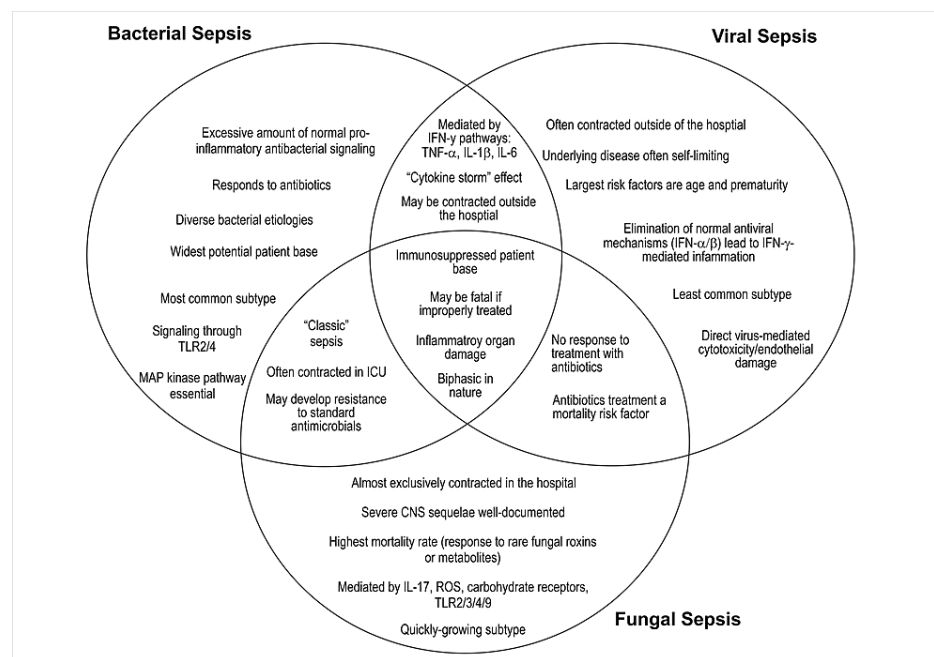 Bacterial Sepsis
Viral Sepsis
Excessive amount of normal pro-
inflammatory antibacterial signaling
Responds to antibiotics
Diverse bacterial etiologies
Widest potential patient base
Most common subtype
Signaling through
TLR2/4
MAP kinase pathway
essential
Mediated by
IFN-y pathways:
TNF-α, IL-1β, IL-6
“Cytokine storm” effect
May be contracted outside
the hosptial
Often contracted outside of the hosptial
Underlying disease often self-limiting
Largest risk factors are age and prematurity
Elimination of normal antiviral
mechanisms (IFN-α/β) lead to IFN-γ-
mediated infammation
Least common subtype
Direct virus-mediated
cytotoxicity/endothelial
damage
Immunosuppressed patient
base
May be fatal if
improperly treated
Inflammatroy organ
damage
Biphasic in
nature
“Classic”
sepsis
Often contracted in ICU
May develop resistance
to standard
antimicrobials
No response to
treatment with
antibiotics
Antibiotics treatment a
mortality risk factor
Almost exclusively contracted in the hospital
Severe CNS sequelae well-documented
Highest mortality rate (response to rare fungal roxins
or metabolites)
Mediated by IL-17, ROS, carbohydrate receptors,
TLR2/3/4/9
Quickly-growing subtype
Fungal Sepsis